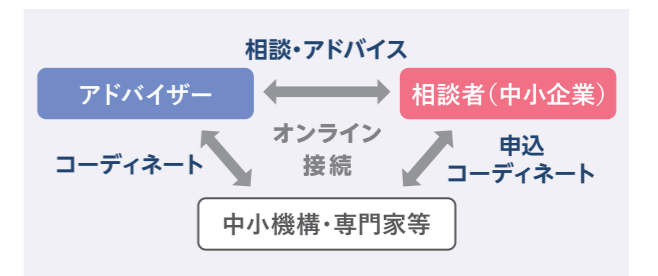 相談・アドバイス
アドバイザー
相談者(中小企業)
オンライン
接続
コーディネート
申込
コーディネート
中小機構・専門家等